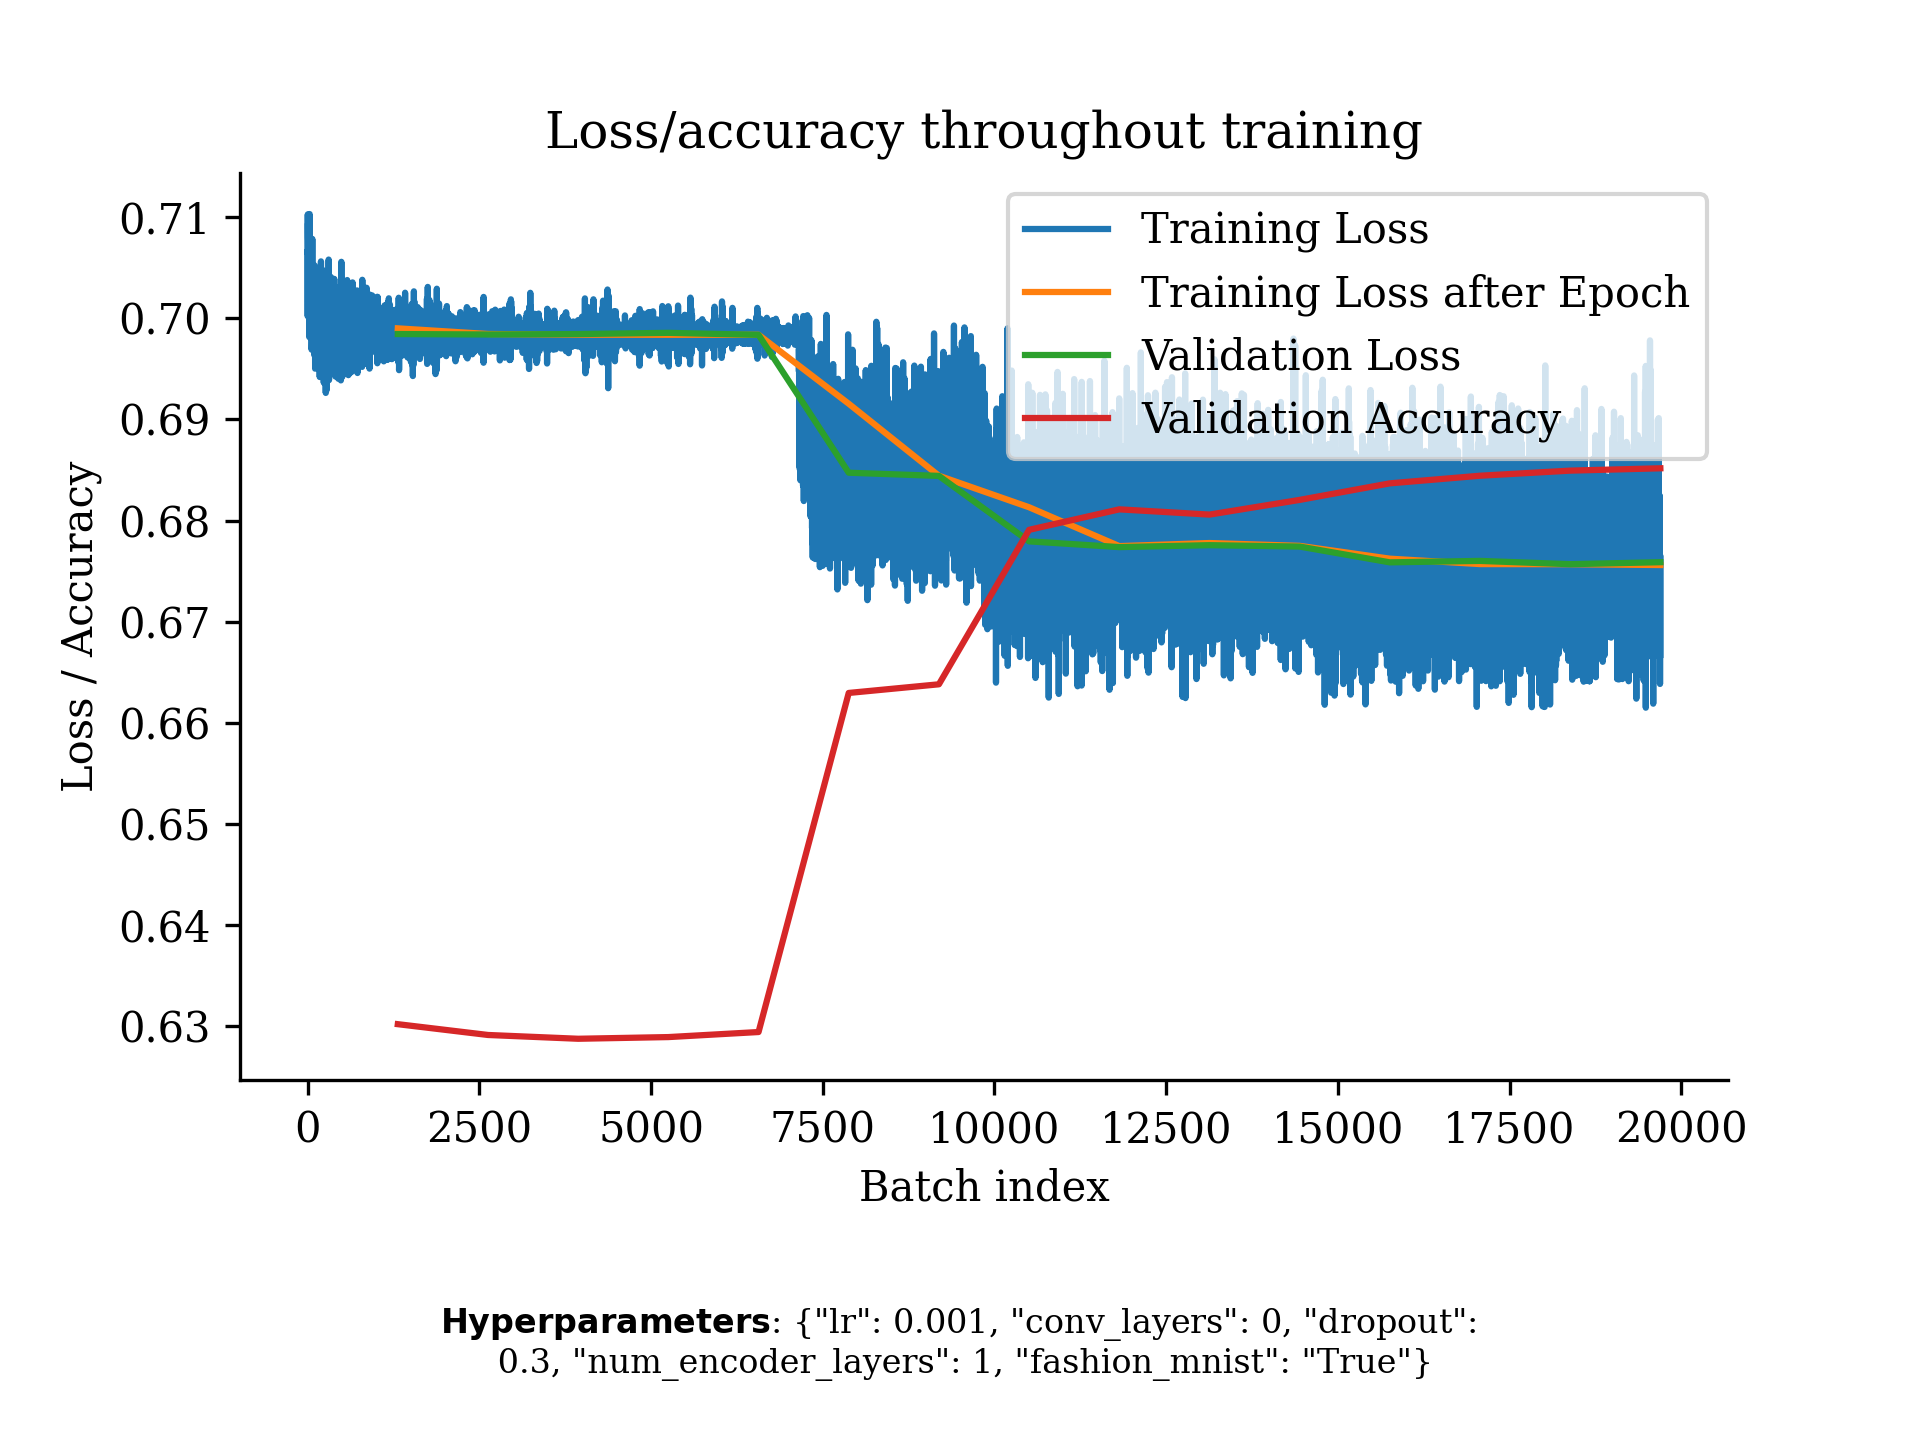 Loss/accuracy throughout training
Loss / Accuracy
0.71
0.70
0.69
0.68
0.67
0.66
0.65
0.64
0.63
Training Loss
Training Loss after Epoch
Validation Loss
Validation Accuracy
0 2500 5000 7500 10000 12500 15000 17500 20000
Batch index
Hyperparameters: {"lr": 0.001, "conv_layers": 0, "dropout":
0.3, "num_encoder_layers": 1, "fashion_mnist": "True"}